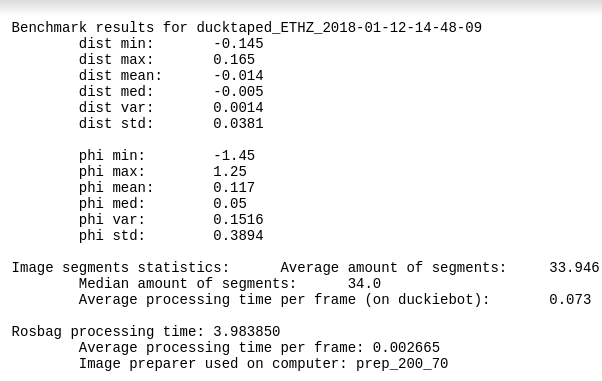 Benchmark results for ducktaped_ETHZ_2018-01-12-14-48-09
dist min: -0.145
dist max: 0.165
dist mean: -0.014
dist med: -0.005
dist var: 0.0014
dist std: 0.0381
phi min: -1.45
phi max: 1.25
phi mean: 0.117
phi med: 0.05
phi var: 0.1516
phi std: 0.3894
Image segments statistics: Average amount of segments: 33.946
Median amount of segments: 34.0
Average processing time per frame (on duckiebot): 0.073
Rosbag processing time: 3.983850
Average processing time per frame: 0.002665
Image preparer used on computer: prep_200_70